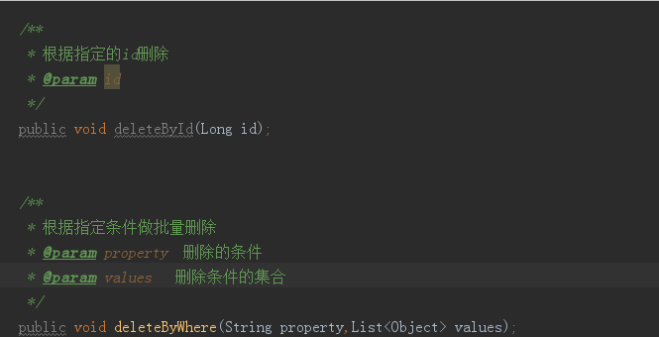 /**
 * 根据指定的id删除
 * @param id
 */
public void deleteById(Long id);
/**
 * 根据指定条件做批量删除
 * @param property  删除的条件
 * @param values   删除条件的集合
 */
public void deleteByWhere(String property,List<Object> values);